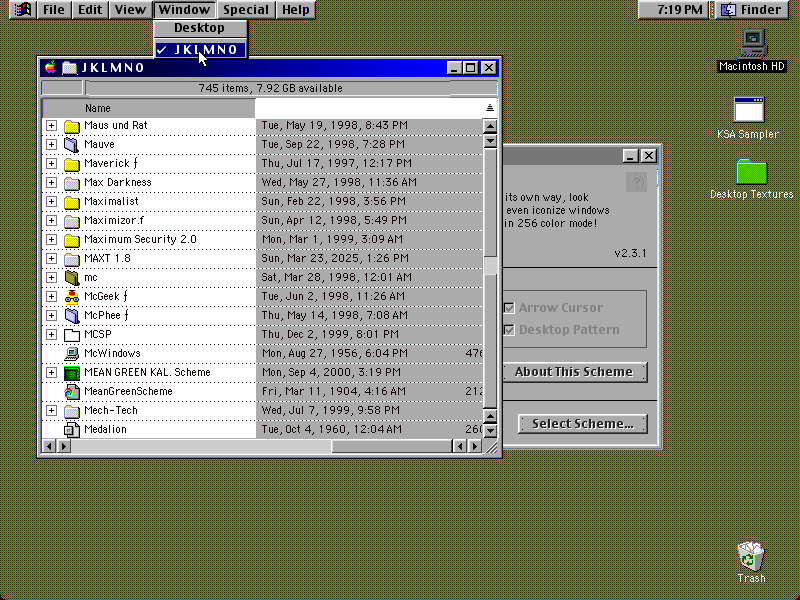 File Edit View Window Special Help 7:19 PM Finder
Desktop
✓ JKLMNO
JKLMNO
745 items, 7.92 GB available
Name
Maus und Rat Tue, May 19, 1998, 8:43 PM
Mauve Tue, Sep 22, 1998, 7:28 PM
Maverick ƒ Thu, Jul 17, 1997, 12:17 PM
Max Darkness Wed, May 27, 1998, 11:36 AM
Maximalist Sun, Feb 22, 1998, 3:56 PM
Maximizor.f Sun, Apr 12, 1998, 5:49 PM
Maximum Security 2.0 Mon, Mar 1, 1999, 3:09 AM
MAXT 1.8 Sun, Mar 23, 2025, 1:26 PM
mc Sat, Mar 28, 1998, 12:01 AM
McGeek ƒ Tue, Jun 2, 1998, 11:26 AM
McPhee ƒ Thu, May 14, 1998, 7:08 AM
MCSP Thu, Dec 2, 1999, 8:01 PM
McWindows Mon, Aug 27, 1956, 6:04 PM 476
MEAN GREEN KAL. Scheme Mon, Sep 4, 2000, 3:19 PM
MeanGreenScheme Fri, Mar 11, 1904, 4:16 AM 212
Mech-Tech Wed, Jul 7, 1999, 9:58 PM
Medalion Tue, Oct 4, 1960, 12:04 AM 260
its own way, look
even iconize windows
in 256 color mode!
v2.3.1
Arrow Cursor
Desktop Pattern
About This Scheme
Select Scheme...
Macintosh HD
KSA Sampler
Desktop Textures
Trash